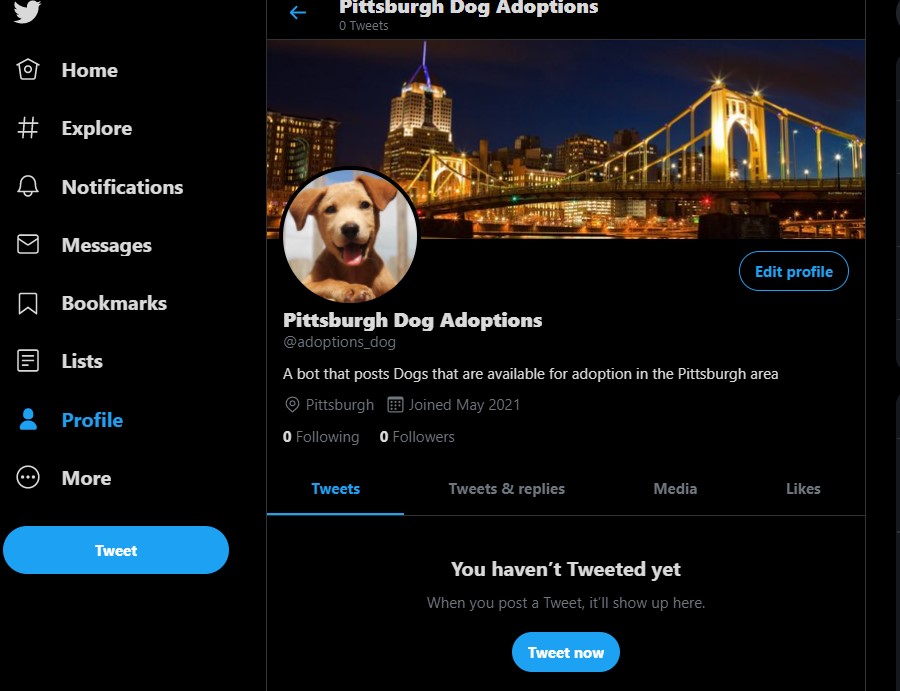 Pittsburgh Dog Adoptions
0 Tweets
Home
Explore
Notifications
Messages
Bookmarks
Lists
Profile
More
Tweet
Edit profile
Pittsburgh Dog Adoptions
@adoptions_dog
A bot that posts Dogs that are available for adoption in the Pittsburgh area
Pittsburgh Joined May 2021
0 Following 0 Followers
Tweets Tweets & replies Media Likes
You haven’t Tweeted yet
When you post a Tweet, it’ll show up here.
Tweet now